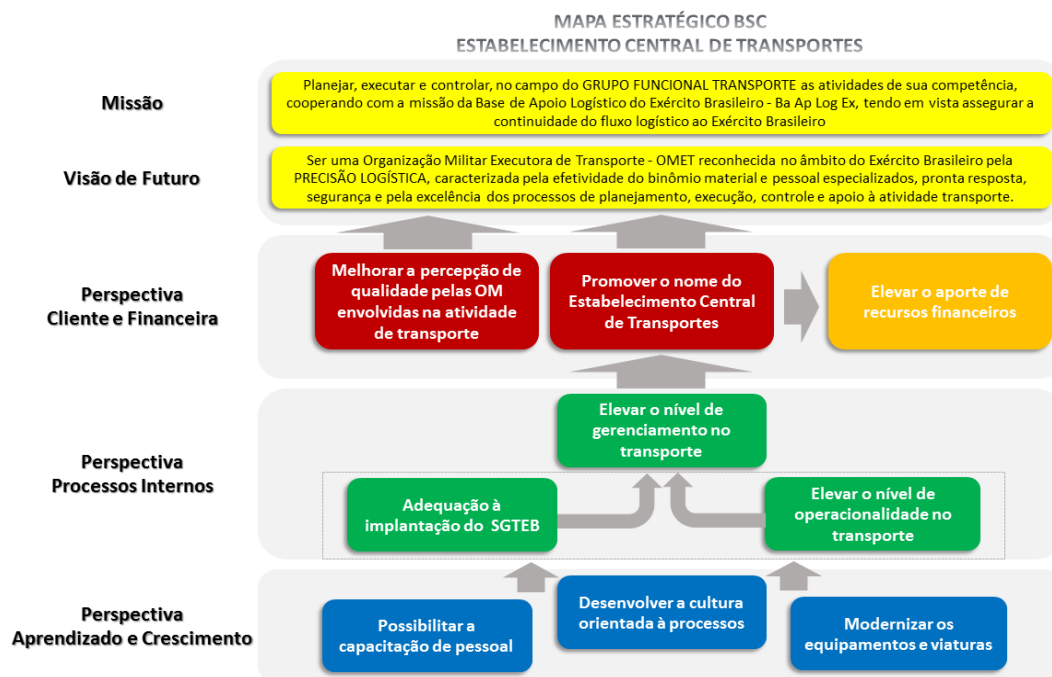 MAPA ESTRATÉGICO BSC
ESTABELECIMENTO CENTRAL DE TRANSPORTES
Missão
Planejar, executar e controlar, no campo do GRUPO FUNCIONAL TRANSPORTE as atividades de sua competência,
cooperando com a missão da Base de Apoio Logístico do Exército Brasileiro - Ba Ap Log Ex, tendo em vista assegurar a
continuidade do fluxo logístico ao Exército Brasileiro
Visão de Futuro
Ser uma Organização Militar Executora de Transporte - OMET reconhecida no âmbito do Exército Brasileiro pela
PRECISÃO LOGÍSTICA, caracterizada pela efetividade do binômio material e pessoal especializados, pronta resposta,
segurança e pela excelência dos processos de planejamento, execução, controle e apoio à atividade transporte.
Perspectiva
Cliente e Financeira
Melhorar a percepção de
qualidade pelas OM
envolvidas na atividade
de transporte
Promover o nome do
Estabelecimento Central
de Transportes
Elevar o aporte de
recursos financeiros
Perspectiva
Processos Internos
Elevar o nível de
gerenciamento no
transporte
Adequação à
implantação do SGTEB
Elevar o nível de
operacionalidade no
transporte
Perspectiva
Aprendizado e Crescimento
Possibilitar a
capacitação de pessoal
Desenvolver a cultura
orientada à processos
Modernizar os
equipamentos e viaturas